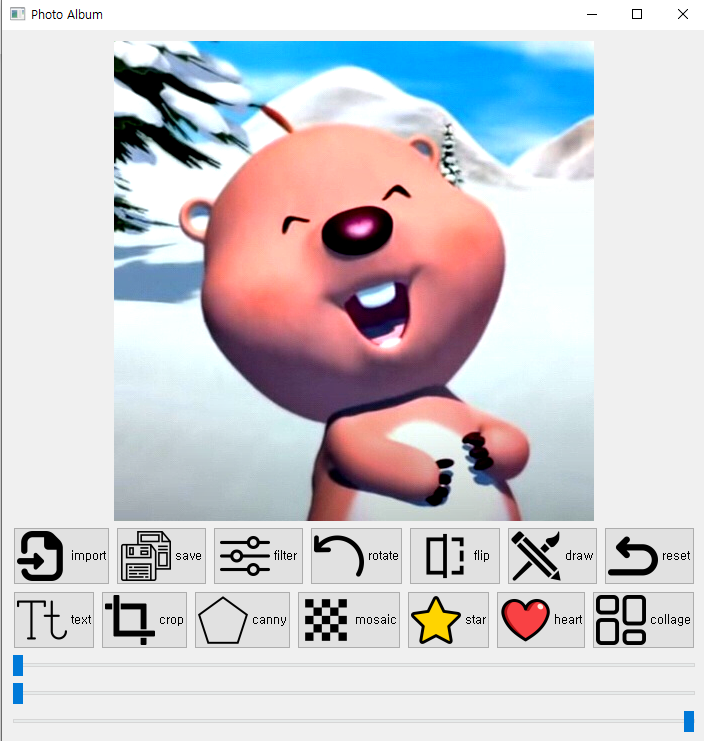 Photo Album
import save filter rotate flip draw reset
Tt text crop canny mosaic star heart collage